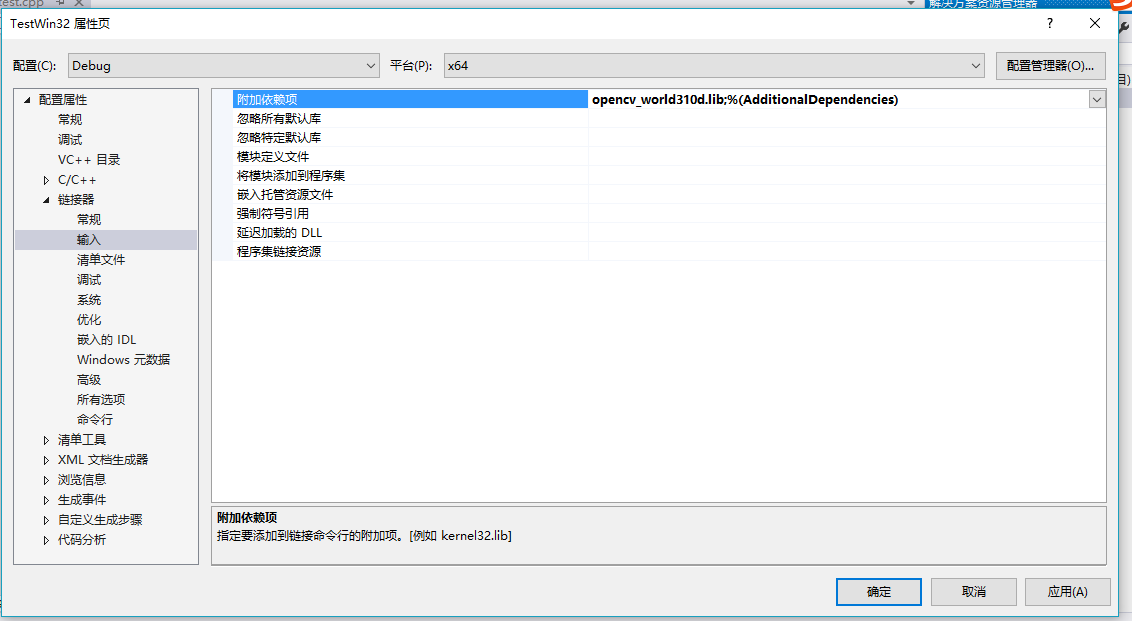 test.cpp
解决方案资源管理器
TestWin32 属性页
?
配置(C):
Debug
平台(P):
x64
配置管理器(O)...
配置属性
常规
调试
VC++ 目录
C/C++
链接器
常规
输入
清单文件
调试
系统
优化
嵌入的 IDL
Windows 元数据
高级
所有选项
命令行
清单工具
XML 文档生成器
浏览信息
生成事件
自定义生成步骤
代码分析
附加依赖项 opencv_world310d.lib;%(AdditionalDependencies)
忽略所有默认库
忽略特定默认库
模块定义文件
将模块添加到程序集
嵌入托管资源文件
强制符号引用
延迟加载的 DLL
程序集链接资源
附加依赖项
指定要添加到链接命令行的附加项。[例如 kernel32.lib]
确定
取消
应用(A)